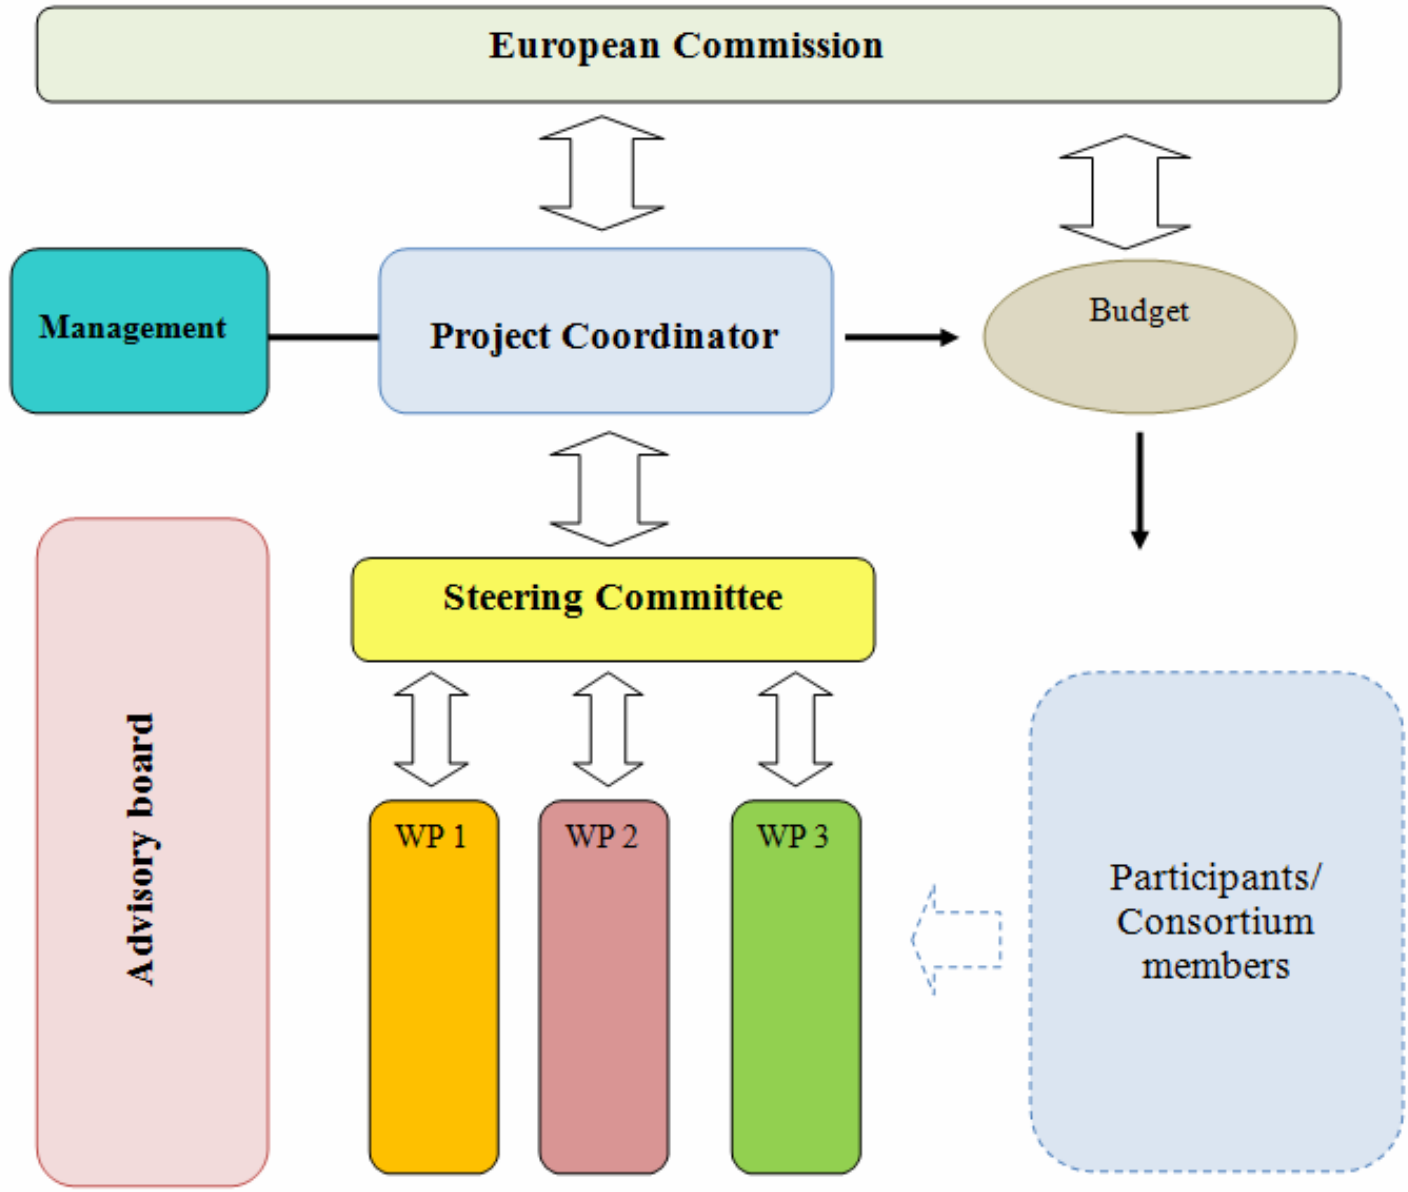 European Commission
Management
Project Coordinator
Budget
Steering Committee
Advisory board
WP 1
WP 2
WP 3
Participants/
Consortium
members